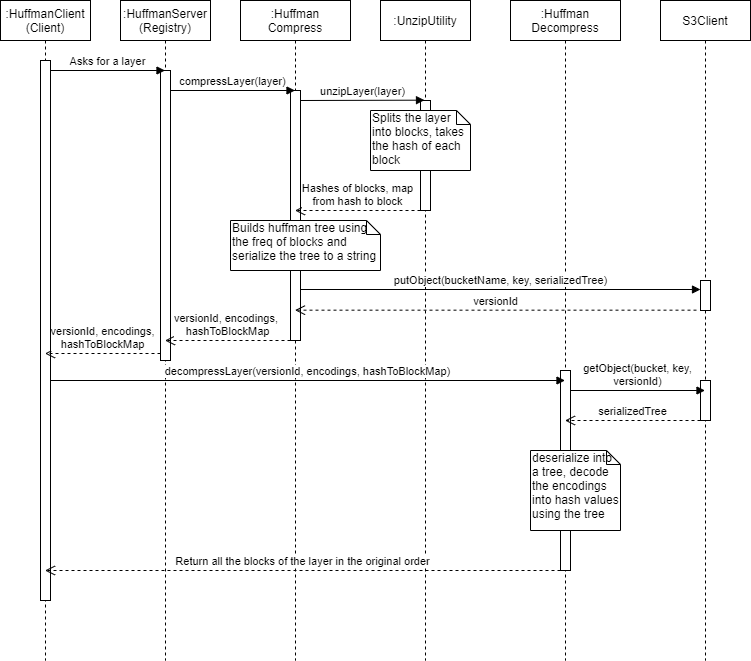 :HuffmanClient
(Client)
:HuffmanServer
(Registry)
:Huffman
Compress
:UnzipUtility
:Huffman
Decompress
S3Client
Asks for a layer
compressLayer(layer)
unzipLayer(layer)
Splits the layer
into blocks, takes
the hash of each
block
Hashes of blocks, map
from hash to block
Builds huffman tree using
the freq of blocks and
serialize the tree to a string
putObject(bucketName, key, serializedTree)
versionId
versionId, encodings,
hashToBlockMap
versionId, encodings,
hashToBlockMap
decompressLayer(versionId, encodings, hashToBlockMap)
getObject(bucket, key,
versionId)
serializedTree
deserialize into
a tree, decode
the encodings
into hash values
using the tree
Return all the blocks of the layer in the original order